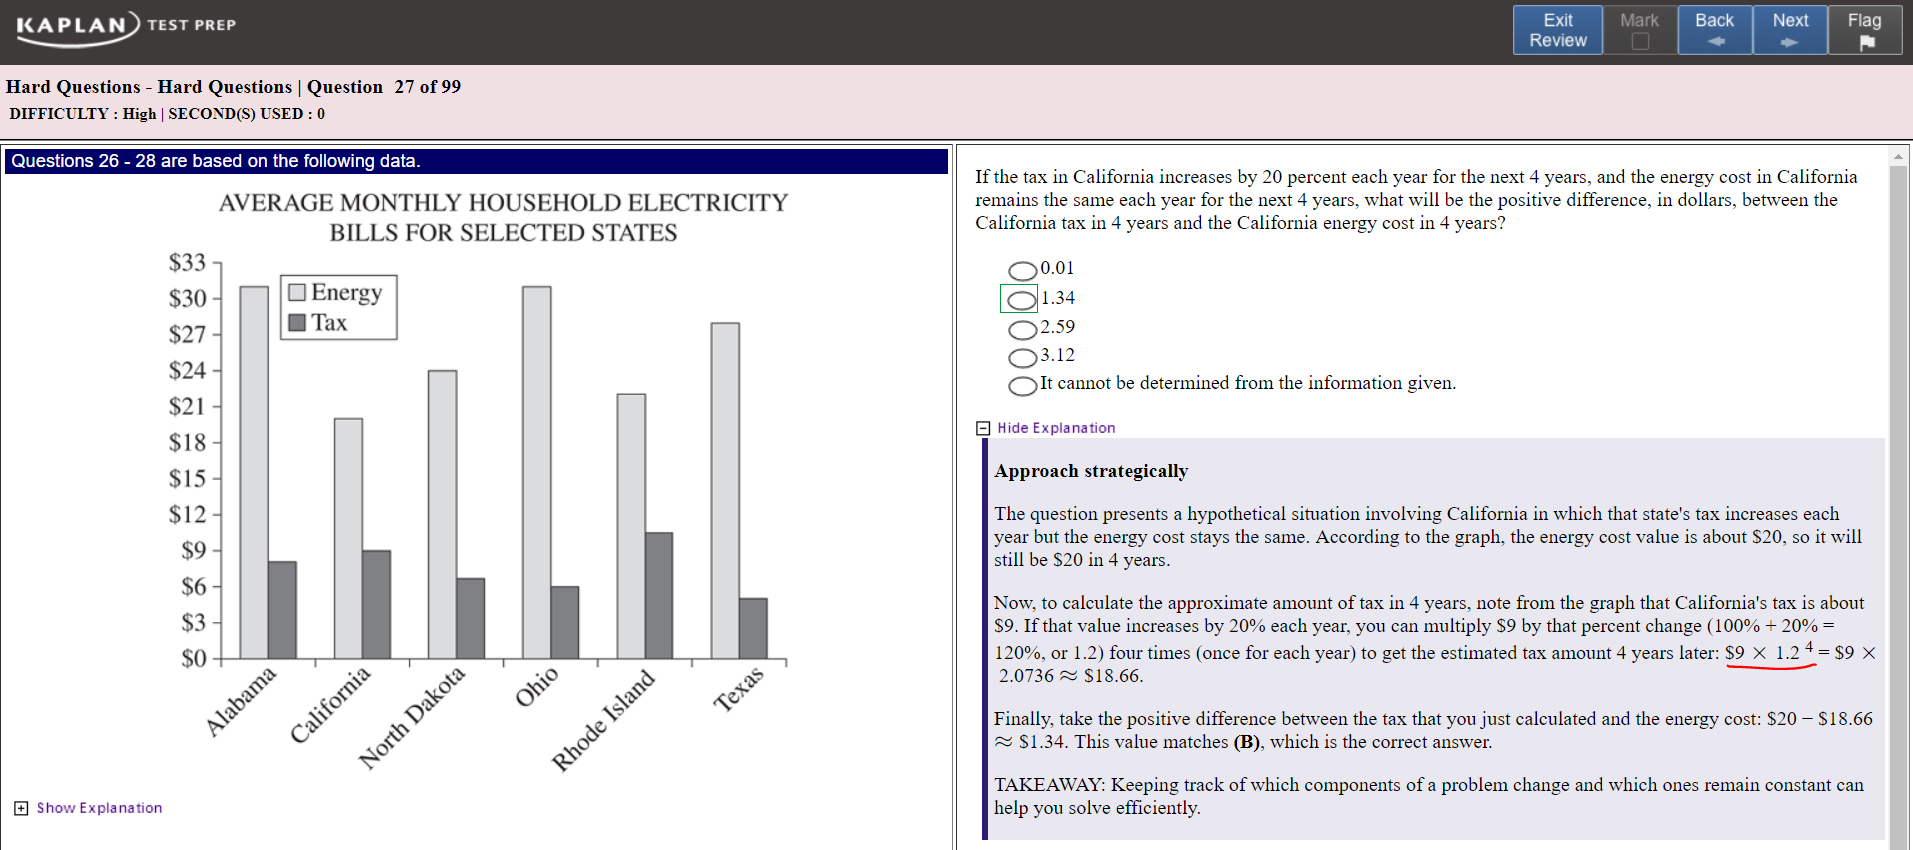 KAPLAN TEST PREP
Exit Review
Mark
Back
Next
Flag
Hard Questions - Hard Questions | Question 27 of 99
DIFFICULTY : High | SECOND(S) USED : 0
Questions 26 - 28 are based on the following data.
AVERAGE MONTHLY HOUSEHOLD ELECTRICITY
BILLS FOR SELECTED STATES
$33
$30
$27
$24
$21
$18
$15
$12
$9
$6
$3
$0
Energy
Tax
Alabama
California
North Dakota
Ohio
Rhode Island
Texas
Show Explanation
If the tax in California increases by 20 percent each year for the next 4 years, and the energy cost in California
remains the same each year for the next 4 years, what will be the positive difference, in dollars, between the
California tax in 4 years and the California energy cost in 4 years?
0.01
1.34
2.59
3.12
It cannot be determined from the information given.
Hide Explanation
Approach strategically
The question presents a hypothetical situation involving California in which that state's tax increases each
year but the energy cost stays the same. According to the graph, the energy cost value is about $20, so it will
still be $20 in 4 years.
Now, to calculate the approximate amount of tax in 4 years, note from the graph that California's tax is about
$9. If that value increases by 20% each year, you can multiply $9 by that percent change (100% + 20% =
120%, or 1.2) four times (once for each year) to get the estimated tax amount 4 years later: $9 × 1.2⁴ = $9 ×
2.0736 ≈ $18.66.
Finally, take the positive difference between the tax that you just calculated and the energy cost: $20 − $18.66
≈ $1.34. This value matches (B), which is the correct answer.
TAKEAWAY: Keeping track of which components of a problem change and which ones remain constant can
help you solve efficiently.